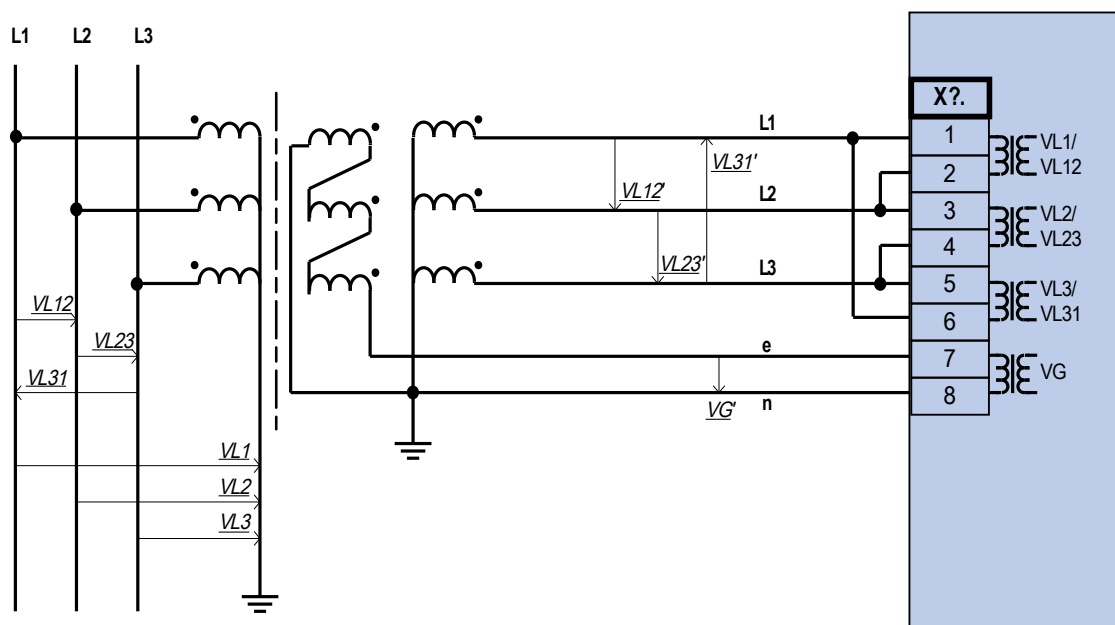 L1 L2 L3
X?.
L1
1
VL1/
VL12
VL31'
2
VL12'
L2
3
VL2/
VL23
4
VL23'
L3
5
VL3/
VL31
6
VL12
VL23
e
7
VG
VL31
VG'
n
8
VL1
VL2
VL3